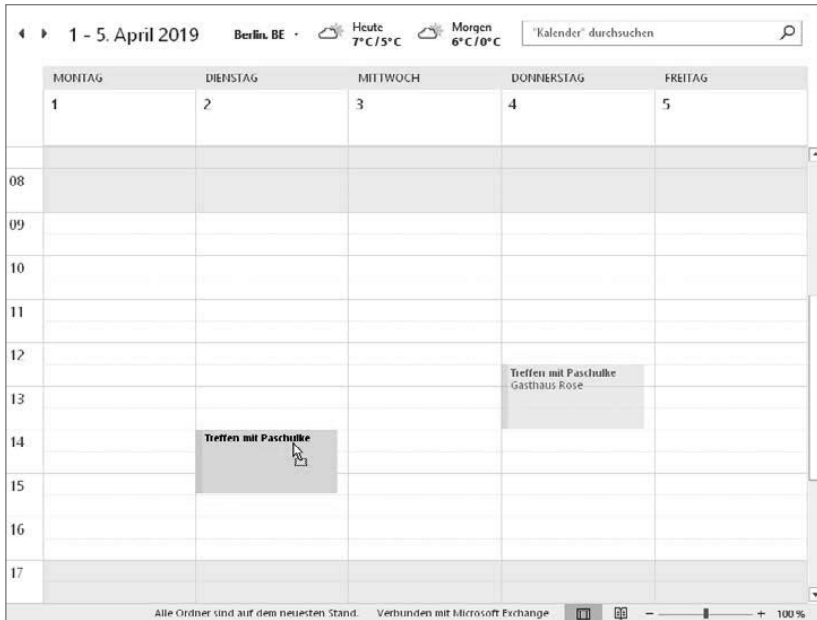 1 - 5. April 2019
Berlin, BE
Heute
7°C/5°C
Morgen
6°C/0°C
"Kalender" durchsuchen
MONTAG DIENSTAG MITTWOCH DONNERSTAG FREITAG
1 2 3 4 5
08
09
10
11
12
Treffen mit Paschulke
Gasthaus Rose
13
14
Treffen mit Paschulke
15
16
17
Alle Ordner sind auf dem neuesten Stand. Verbunden mit Microsoft Exchange - + 100 %